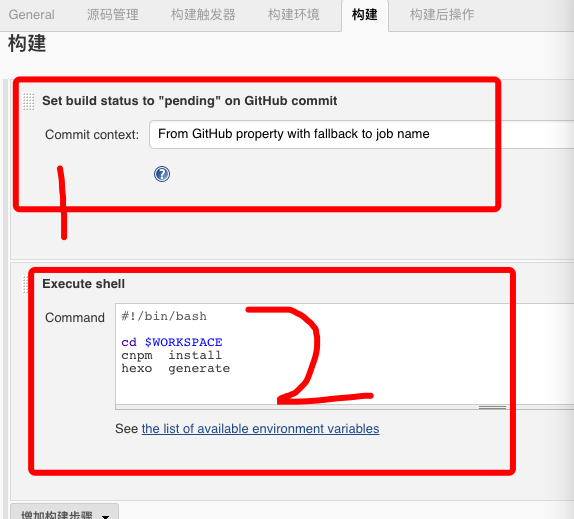 General 源码管理 构建触发器 构建环境 构建 构建后操作
构建
Set build status to "pending" on GitHub commit
Commit context: From GitHub property with fallback to job name
?
1
Execute shell
Command #!/bin/bash
2
cd $WORKSPACE
cnpm install
hexo generate
See the list of available environment variables
增加构建步骤